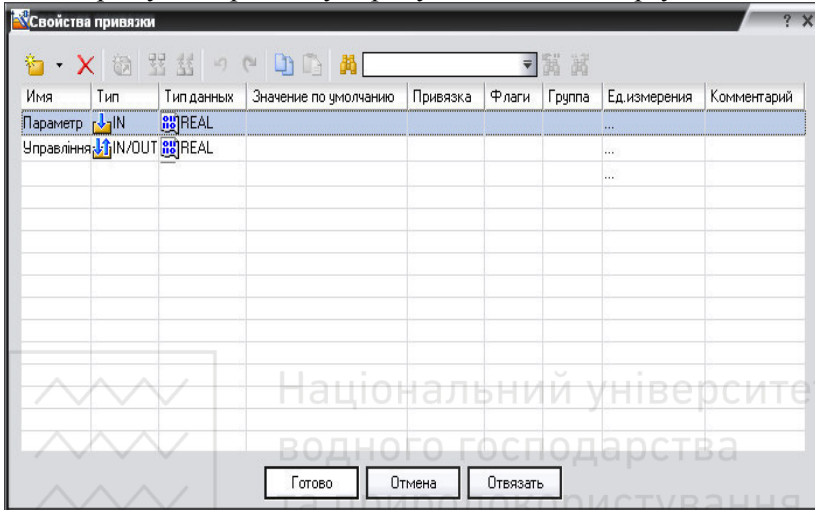 Свойства привязки
Имя Тип Тип данных Значение по умолчанию Привязка Флаги Группа Ед.измерения Комментарий
Параметр IN REAL ...
Управління IN/OUT REAL ...
...
Національний університе
водного господарства
та природокористування
Готово Отмена Отвязать